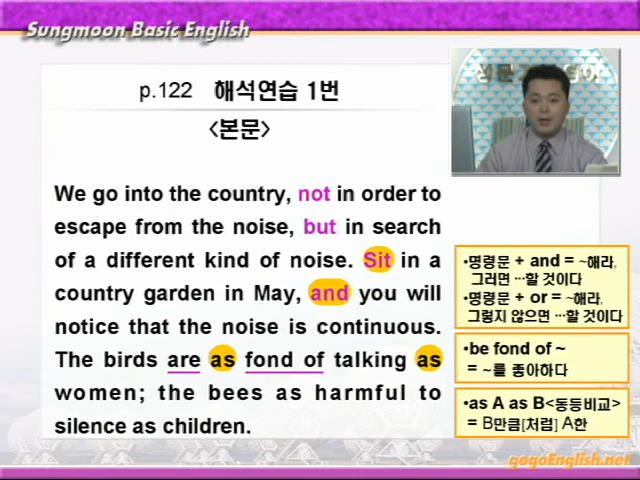 Sungmoon Basic English
p.122 해석연습 1번
<본문>
We go into the country, not in order to
escape from the noise, but in search
of a different kind of noise. Sit in a
country garden in May, and you will
notice that the noise is continuous.
The birds are as fond of talking as
women; the bees as harmful to
silence as children.
•명령문 + and = ~해라,
그러면 …할 것이다
•명령문 + or = ~해라,
그렇지 않으면 …할 것이다
•be fond of ~
= ~를 좋아하다
•as A as B<동등비교>
= B만큼[처럼] A한
gogoEnglish.net